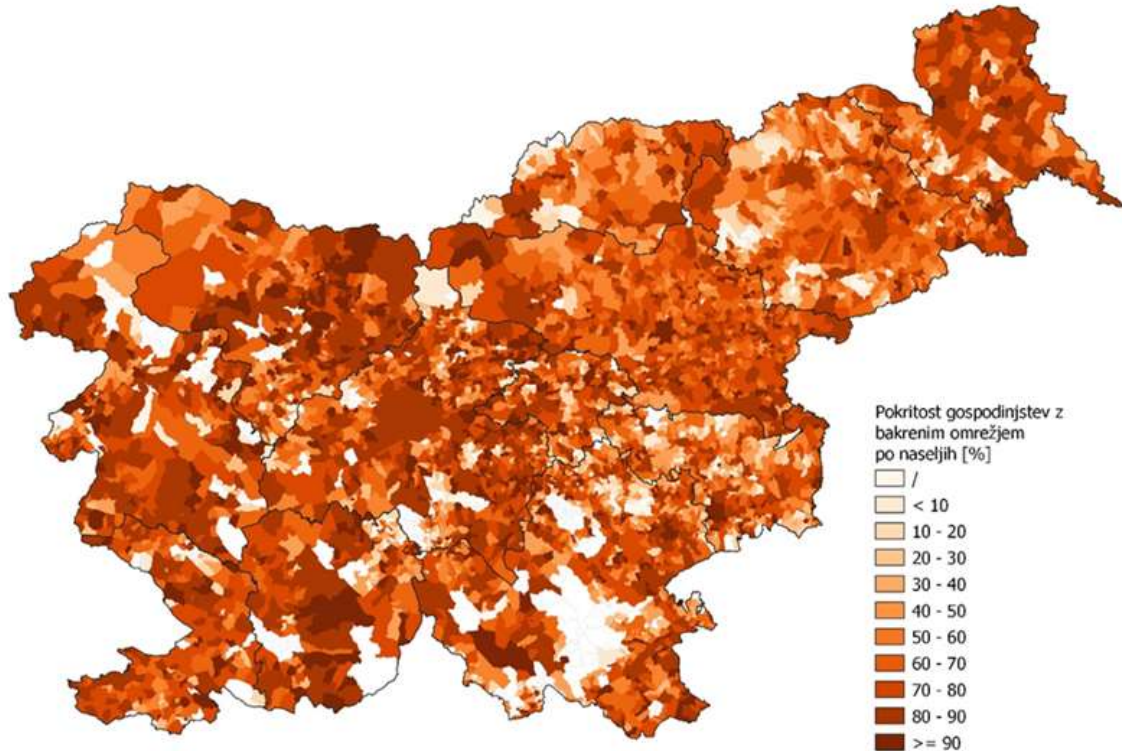 Pokritost gospodinjstev z
bakrenim omrežjem
po naseljih [%]
/
< 10
10 - 20
20 - 30
30 - 40
40 - 50
50 - 60
60 - 70
70 - 80
80 - 90
>= 90